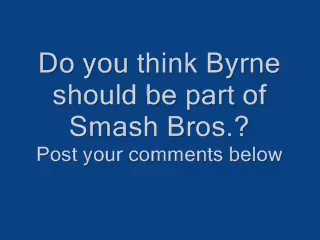 Do you think Byrne
should be part of
Smash Bros.?
Post your comments below